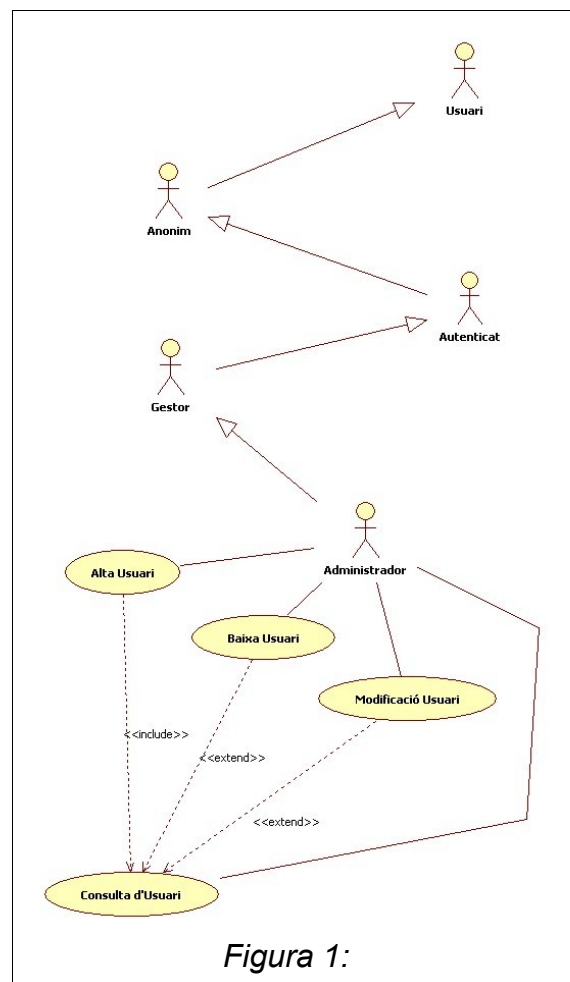 Usuari
Anonim
Autenticat
Gestor
Administrador
Alta Usuari
Baixa Usuari
Modificació Usuari
<<include>>
<<extend>>
<<extend>>
Consulta d'Usuari
Figura 1: